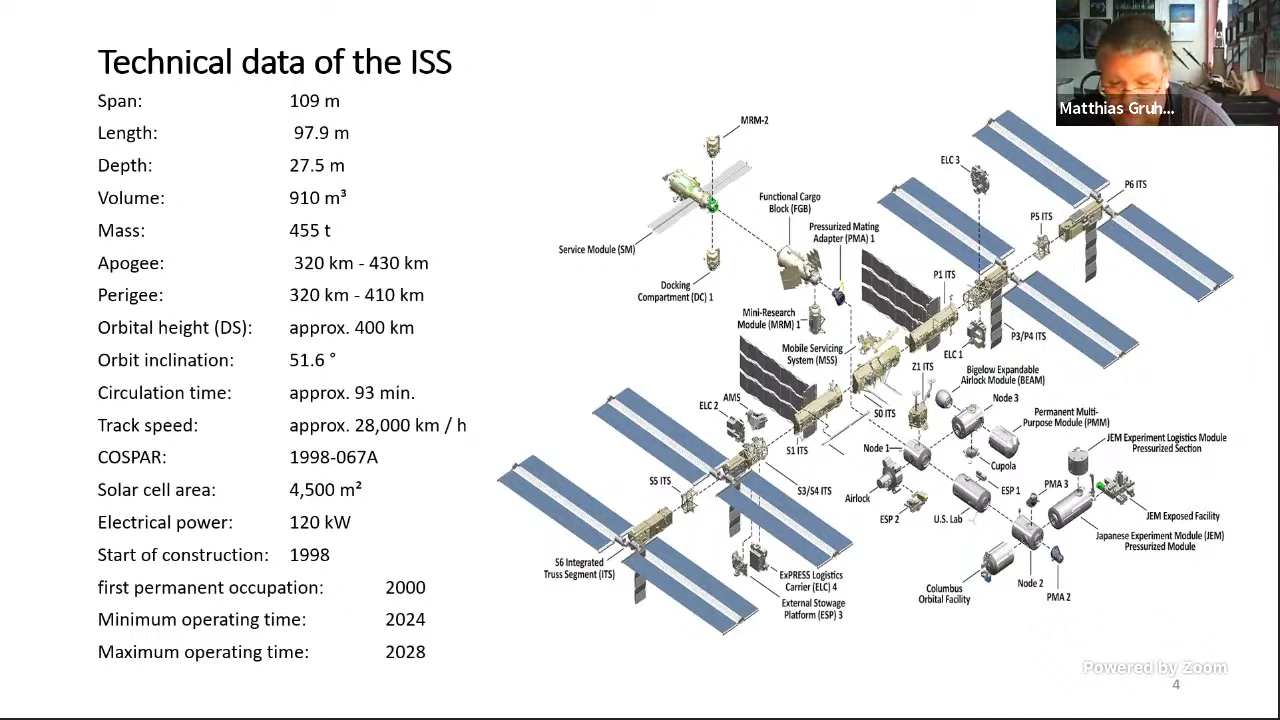 Technical data of the ISS
Span: 109 m
Length: 97.9 m
Depth: 27.5 m
Volume: 910 m³
Mass: 455 t
Apogee: 320 km - 430 km
Perigee: 320 km - 410 km
Orbital height (DS): approx. 400 km
Orbit inclination: 51.6 °
Circulation time: approx. 93 min.
Track speed: approx. 28,000 km / h
COSPAR: 1998-067A
Solar cell area: 4,500 m²
Electrical power: 120 kW
Start of construction: 1998
first permanent occupation: 2000
Minimum operating time: 2024
Maximum operating time: 2028
Matthias Gruh...
MRM-2
ELC 3
P6 ITS
Functional Cargo
Block (FGB)
P5 ITS
Pressurized Mating
Adapter (PMA) 1
Service Module (SM)
P1 ITS
Docking
Compartment (DC) 1
Mini-Research
Module (MRM) 1
P3/P4 ITS
Mobile Servicing
System (MSS)
ELC 1
Z1 ITS
Bigelow Expandable
Airlock Module (BEAM)
AMS
ELC 2
Node 3
S0 ITS
Permanent Multi-
Purpose Module (PMM)
JEM Experiment Logistics Module
Pressurized Section
S1 ITS
Node 1
Cupola
S5 ITS
S3/S4 ITS
Airlock
ESP 1
PMA 3
ESP 2
U.S. Lab
JEM Exposed Facility
Japanese Experiment Module (JEM)
Pressurized Module
S6 Integrated
Truss Segment (ITS)
ExPRESS Logistics
Carrier (ELC) 4
Node 2
Columbus
Orbital Facility
PMA 2
External Stowage
Platform (ESP) 3
Powered by Zoom
4